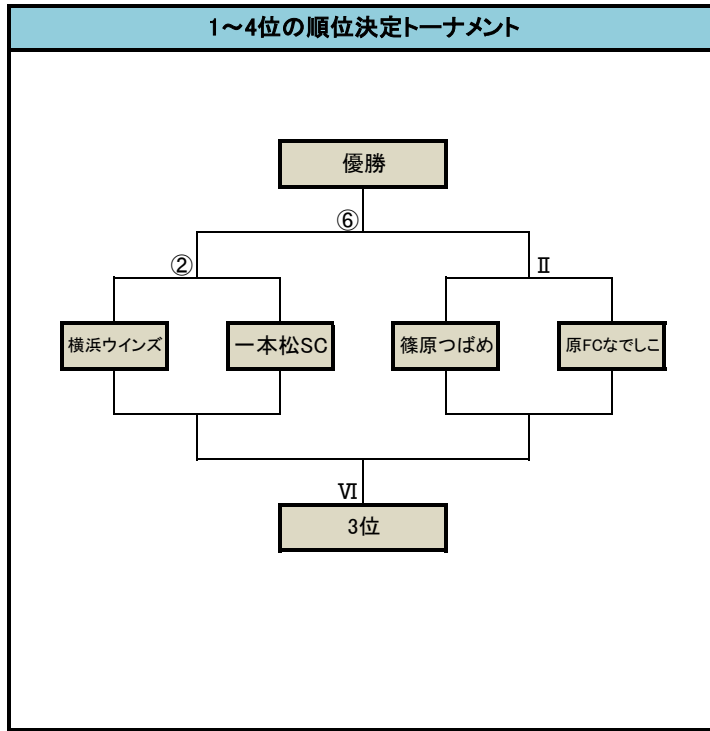 1～4位の順位決定トーナメント
優勝
⑥
② Ⅱ
横浜ウインズ 一本松SC 篠原つばめ 原FCなでしこ
Ⅵ
3位